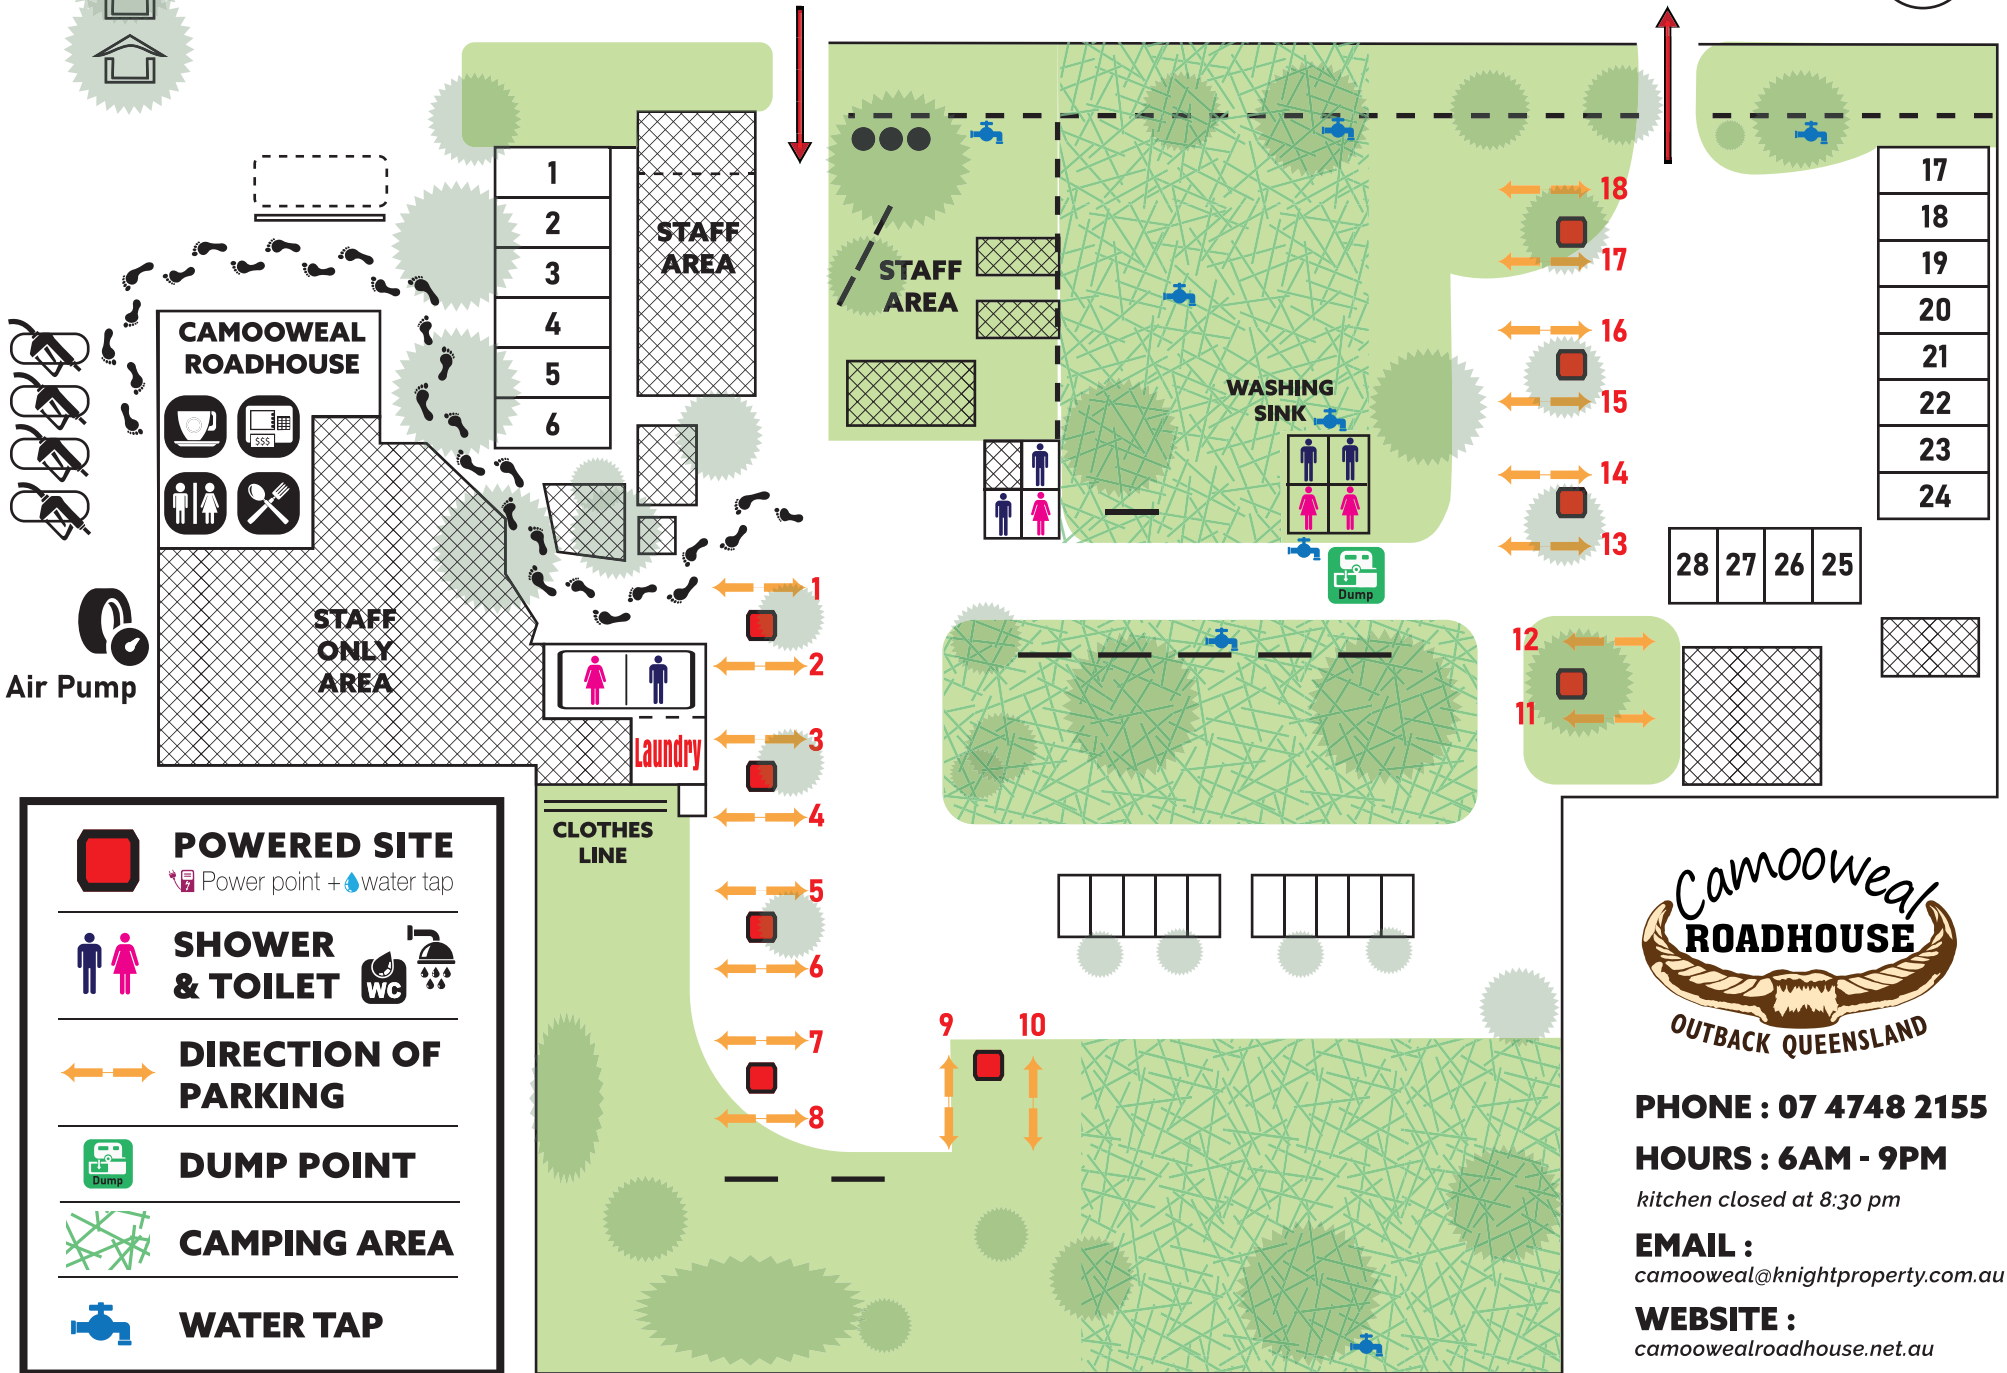 1
2
3
4
5
6
STAFF
AREA
STAFF
AREA
18
17
16
15
14
13
17
18
19
20
21
22
23
24
28 27 26 25
CAMOOWEAL
ROADHOUSE
$$$
WASHING
SINK
Dump
Air Pump
STAFF
ONLY
AREA
Laundry
CLOTHES
LINE
1
2
3
4
5
6
7
8
9 10
12
11
POWERED SITE
Power point + water tap
SHOWER
& TOILET
WC
DIRECTION OF
PARKING
Dump
DUMP POINT
CAMPING AREA
WATER TAP
Camooweal
ROADHOUSE
OUTBACK QUEENSLAND
PHONE : 07 4748 2155
HOURS : 6AM - 9PM
kitchen closed at 8:30 pm
EMAIL :
camooweal@knightproperty.com.au
WEBSITE :
camoowealroadhouse.net.au